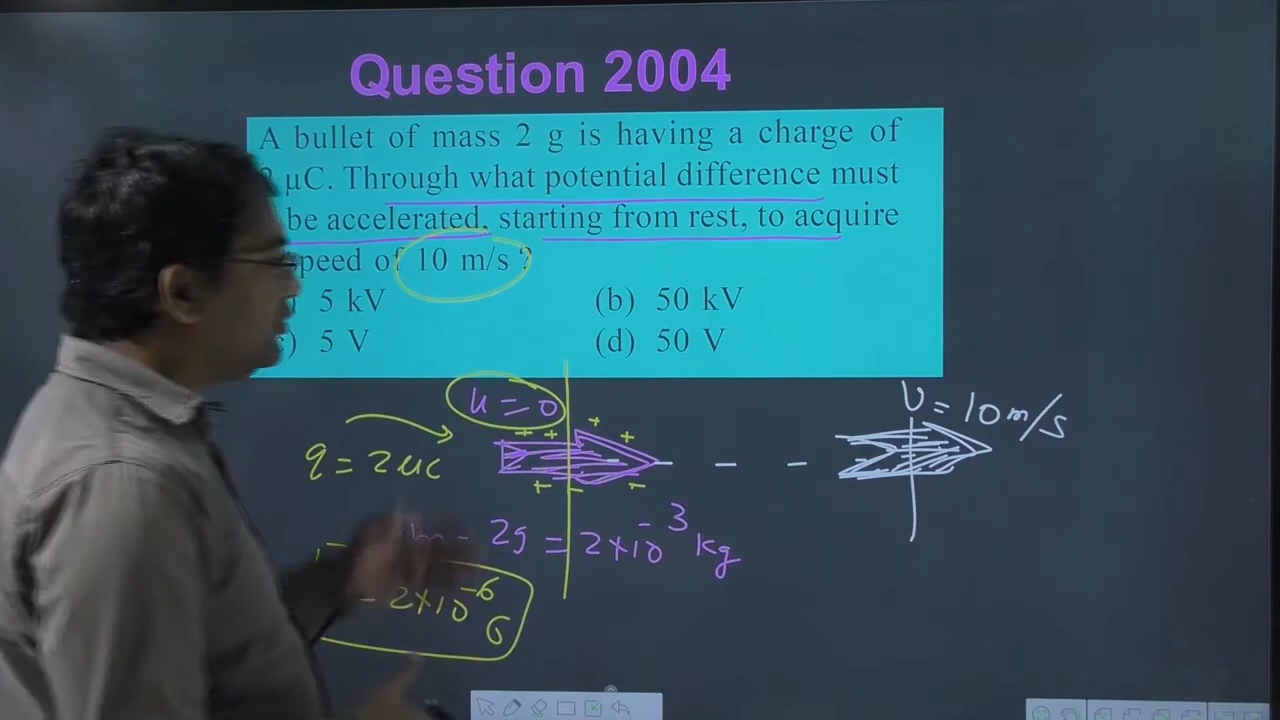 Question 2004
A bullet of mass 2 g is having a charge of
μC. Through what potential difference must
be accelerated, starting from rest, to acquire
peed of 10 m/s ?
5 kV (b) 50 kV
) 5 V (d) 50 V
u = 0
υ = 10 m/s
q = 2 μc
2g = 2×10⁻³ kg
2×10⁻⁶